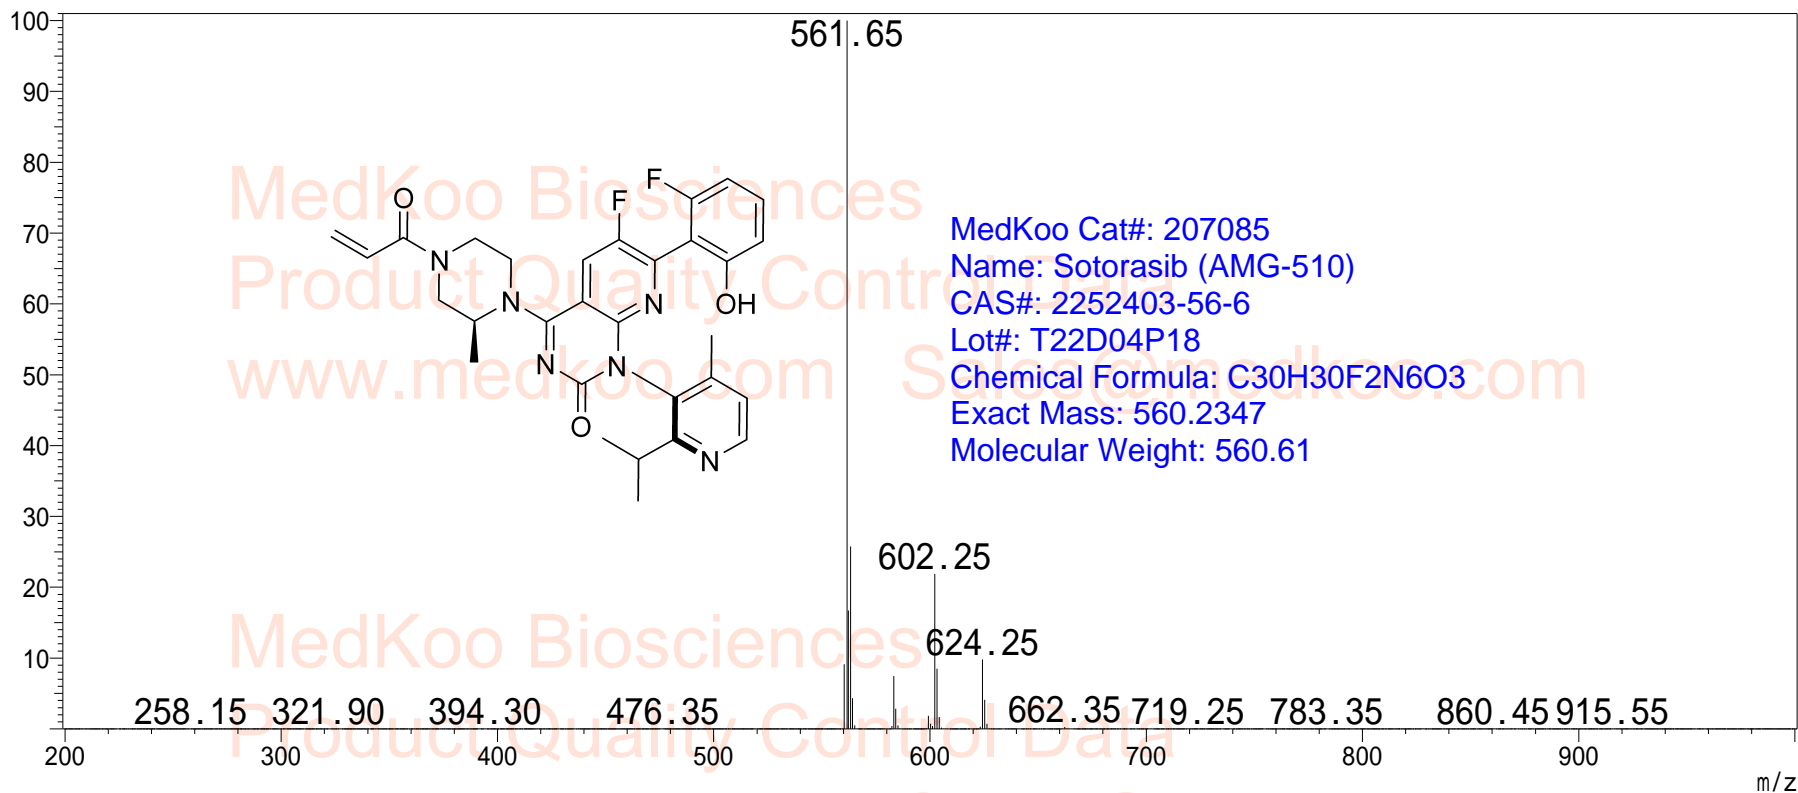 100
90
80
70
60
50
40
30
20
10
561.65
602.25
624.25
258.15 321.90 394.30 476.35 662.35 719.25 783.35 860.45 915.55
200 300 400 500 600 700 800 900
m/z
MedKoo Biosciences
Product Quality Control Data
www.medkoo.com Sales@medkoo.com
MedKoo Biosciences
Product Quality Control Data
O
N
N
F
F
OH
N
N
N
O
N
MedKoo Cat#: 207085
Name: Sotorasib (AMG-510)
CAS#: 2252403-56-6
Lot#: T22D04P18
Chemical Formula: C30H30F2N6O3
Exact Mass: 560.2347
Molecular Weight: 560.61